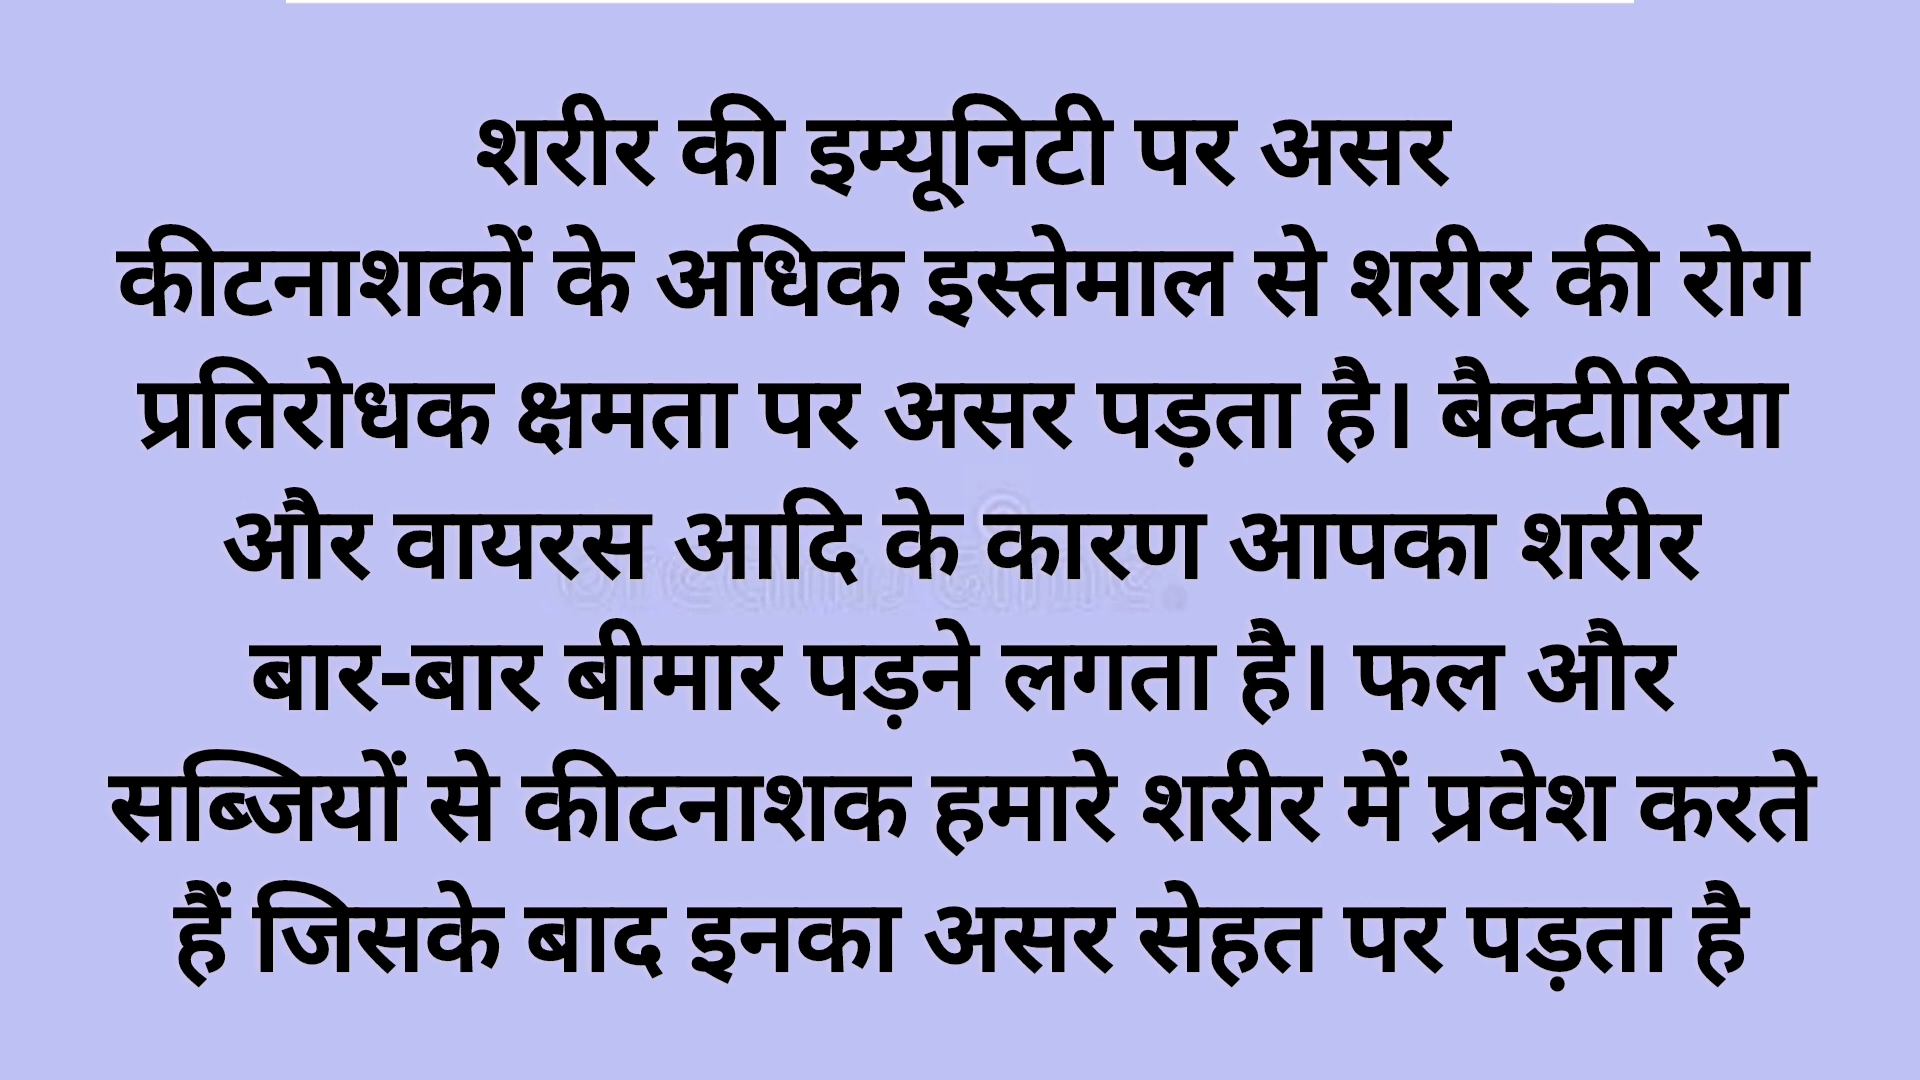 शरीर की इम्यूनिटी पर असर
कीटनाशकों के अधिक इस्तेमाल से शरीर की रोग
प्रतिरोधक क्षमता पर असर पड़ता है। बैक्टीरिया
और वायरस आदि के कारण आपका शरीर
बार-बार बीमार पड़ने लगता है। फल और
सब्जियों से कीटनाशक हमारे शरीर में प्रवेश करते
हैं जिसके बाद इनका असर सेहत पर पड़ता है